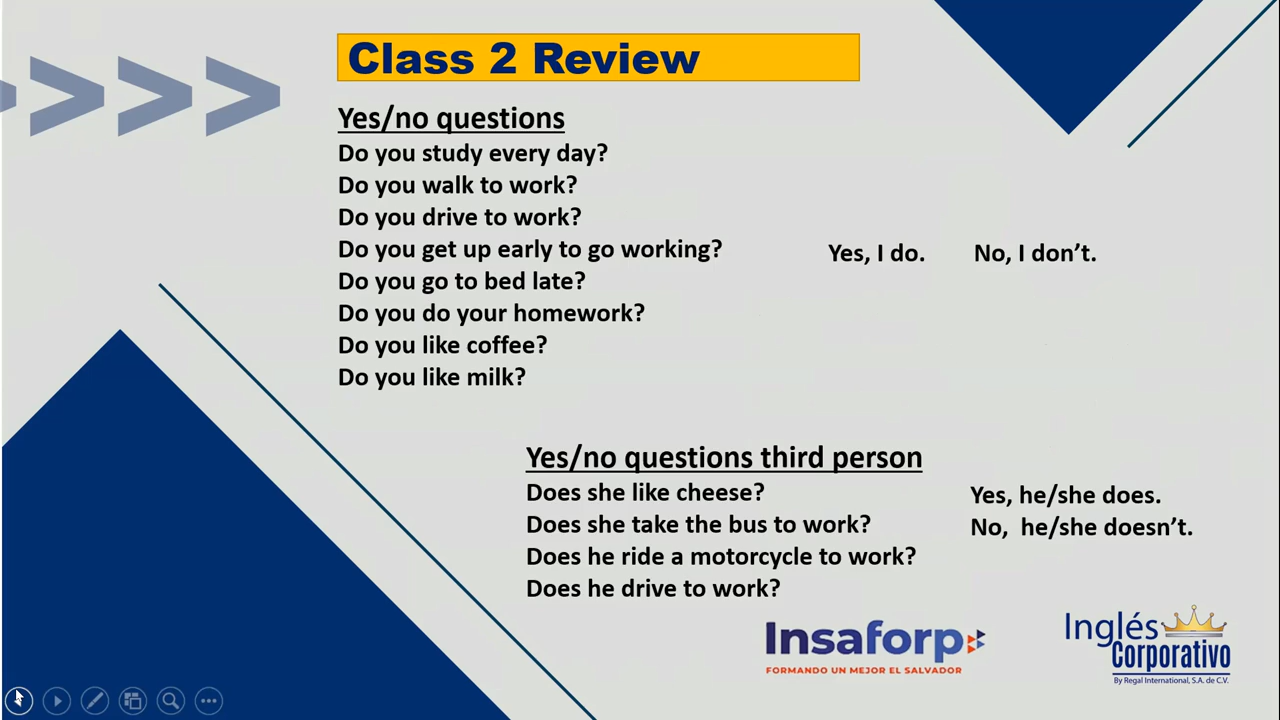 Class 2 Review
Yes/no questions
Do you study every day?
Do you walk to work?
Do you drive to work?
Do you get up early to go working?
Yes, I do.
No, I don't.
Do you go to bed late?
Do you do your homework?
Do you like coffee?
Do you like milk?
Yes/no questions third person
Does she like cheese?
Yes, he/she does.
Does she take the bus to work?
No,  he/she doesn't.
Does he ride a motorcycle to work?
Does he drive to work?
Insaforp
FORMANDO UN MEJOR EL SALVADOR
Inglés
Corporativo
By Regal International, S.A. de C.V.